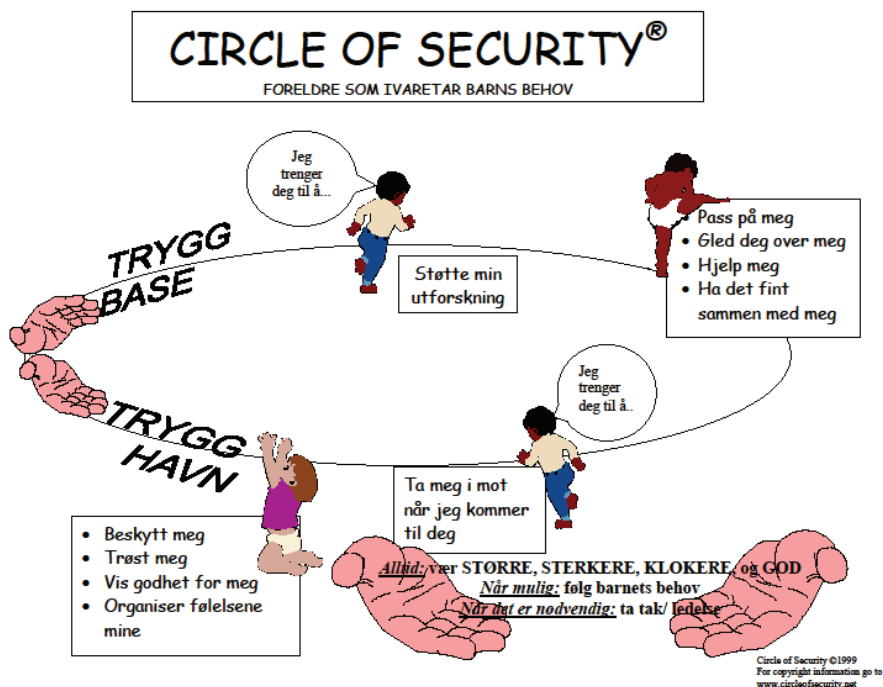 CIRCLE OF SECURITY®
FORELDRE SOM IVARETAR BARNS BEHOV
Jeg
trenger
deg til å...
TRYGG
BASE
Støtte min
utforskning
• Pass på meg
• Gled deg over meg
• Hjelp meg
• Ha det fint
sammen med meg
Jeg
trenger
deg til å..
TRYGG
HAVN
Ta meg i mot
når jeg kommer
til deg
• Beskytt meg
• Trøst meg
• Vis godhet for meg
• Organiser følelsene
mine
Alltid: vær STØRRE, STERKERE, KLOKERE, og GOD
Når mulig: følg barnets behov
Når det er nødvendig: ta tak/ ledelse
Circle of Security ©1999
For copyright information go to
www.circleofsecurity.net